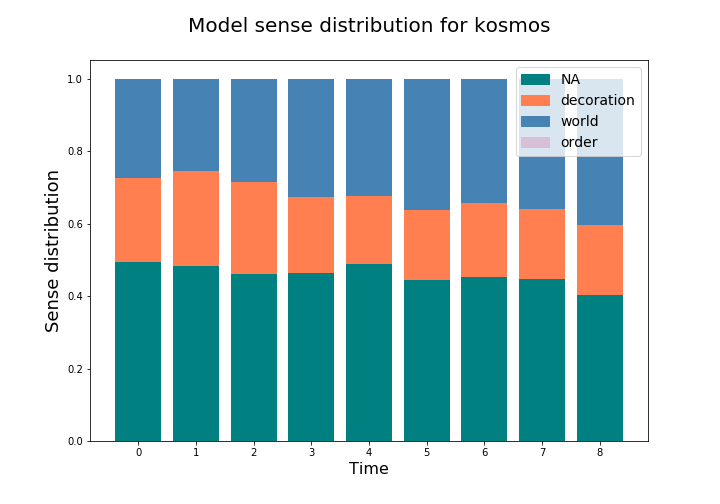 Model sense distribution for kosmos
1.0
0.8
0.6
0.4
0.2
0.0
Sense distribution
NA
decoration
world
order
0 1 2 3 4 5 6 7 8
Time